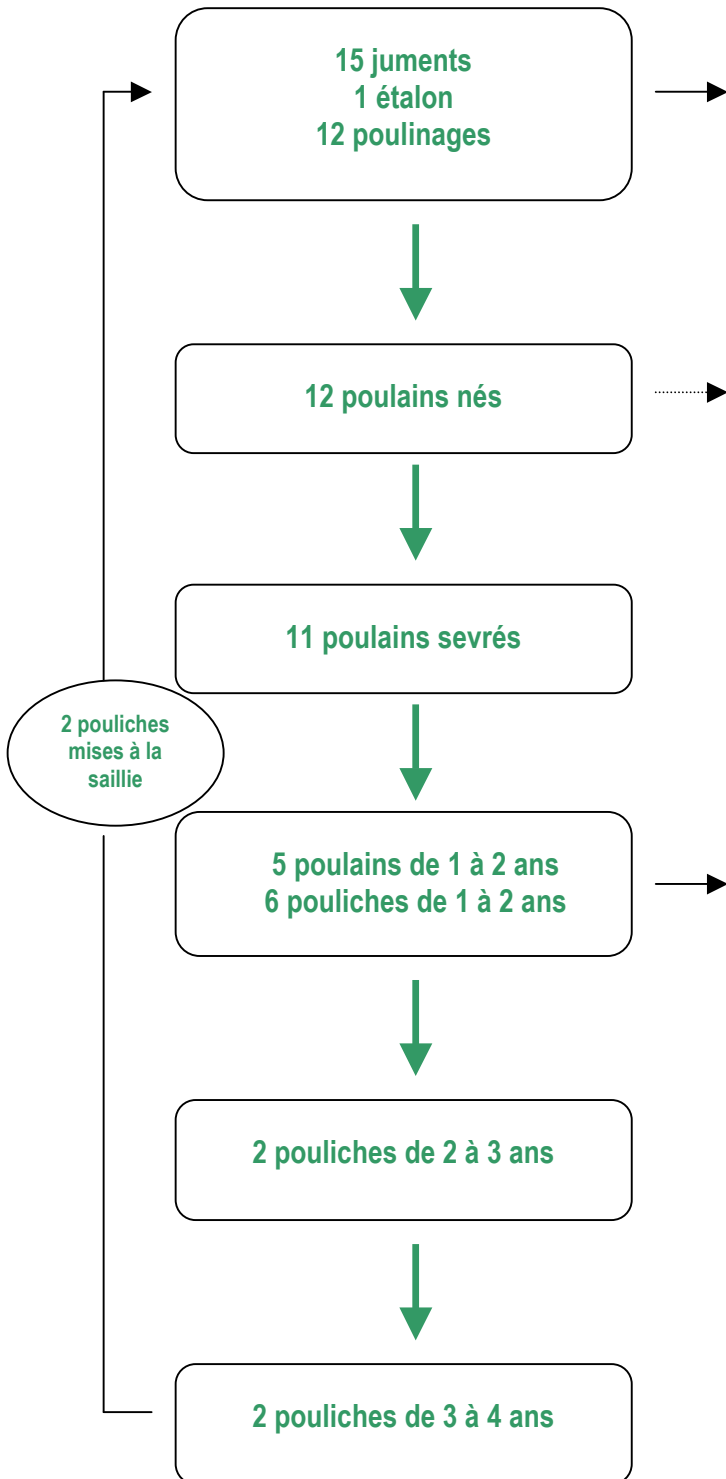 15 juments
1 étalon
12 poulinages
12 poulains nés
11 poulains sevrés
2 pouliches
mises à la
saillie
5 poulains de 1 à 2 ans
6 pouliches de 1 à 2 ans
2 pouliches de 2 à 3 ans
2 pouliches de 3 à 4 ans